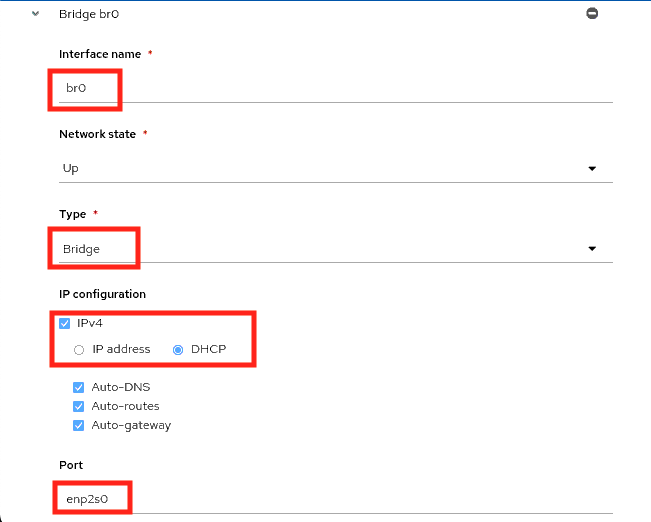 Bridge br0
Interface name *
br0
Network state *
Up
Type *
Bridge
IP configuration
IPv4
IP address DHCP
Auto-DNS
Auto-routes
Auto-gateway
Port
enp2s0